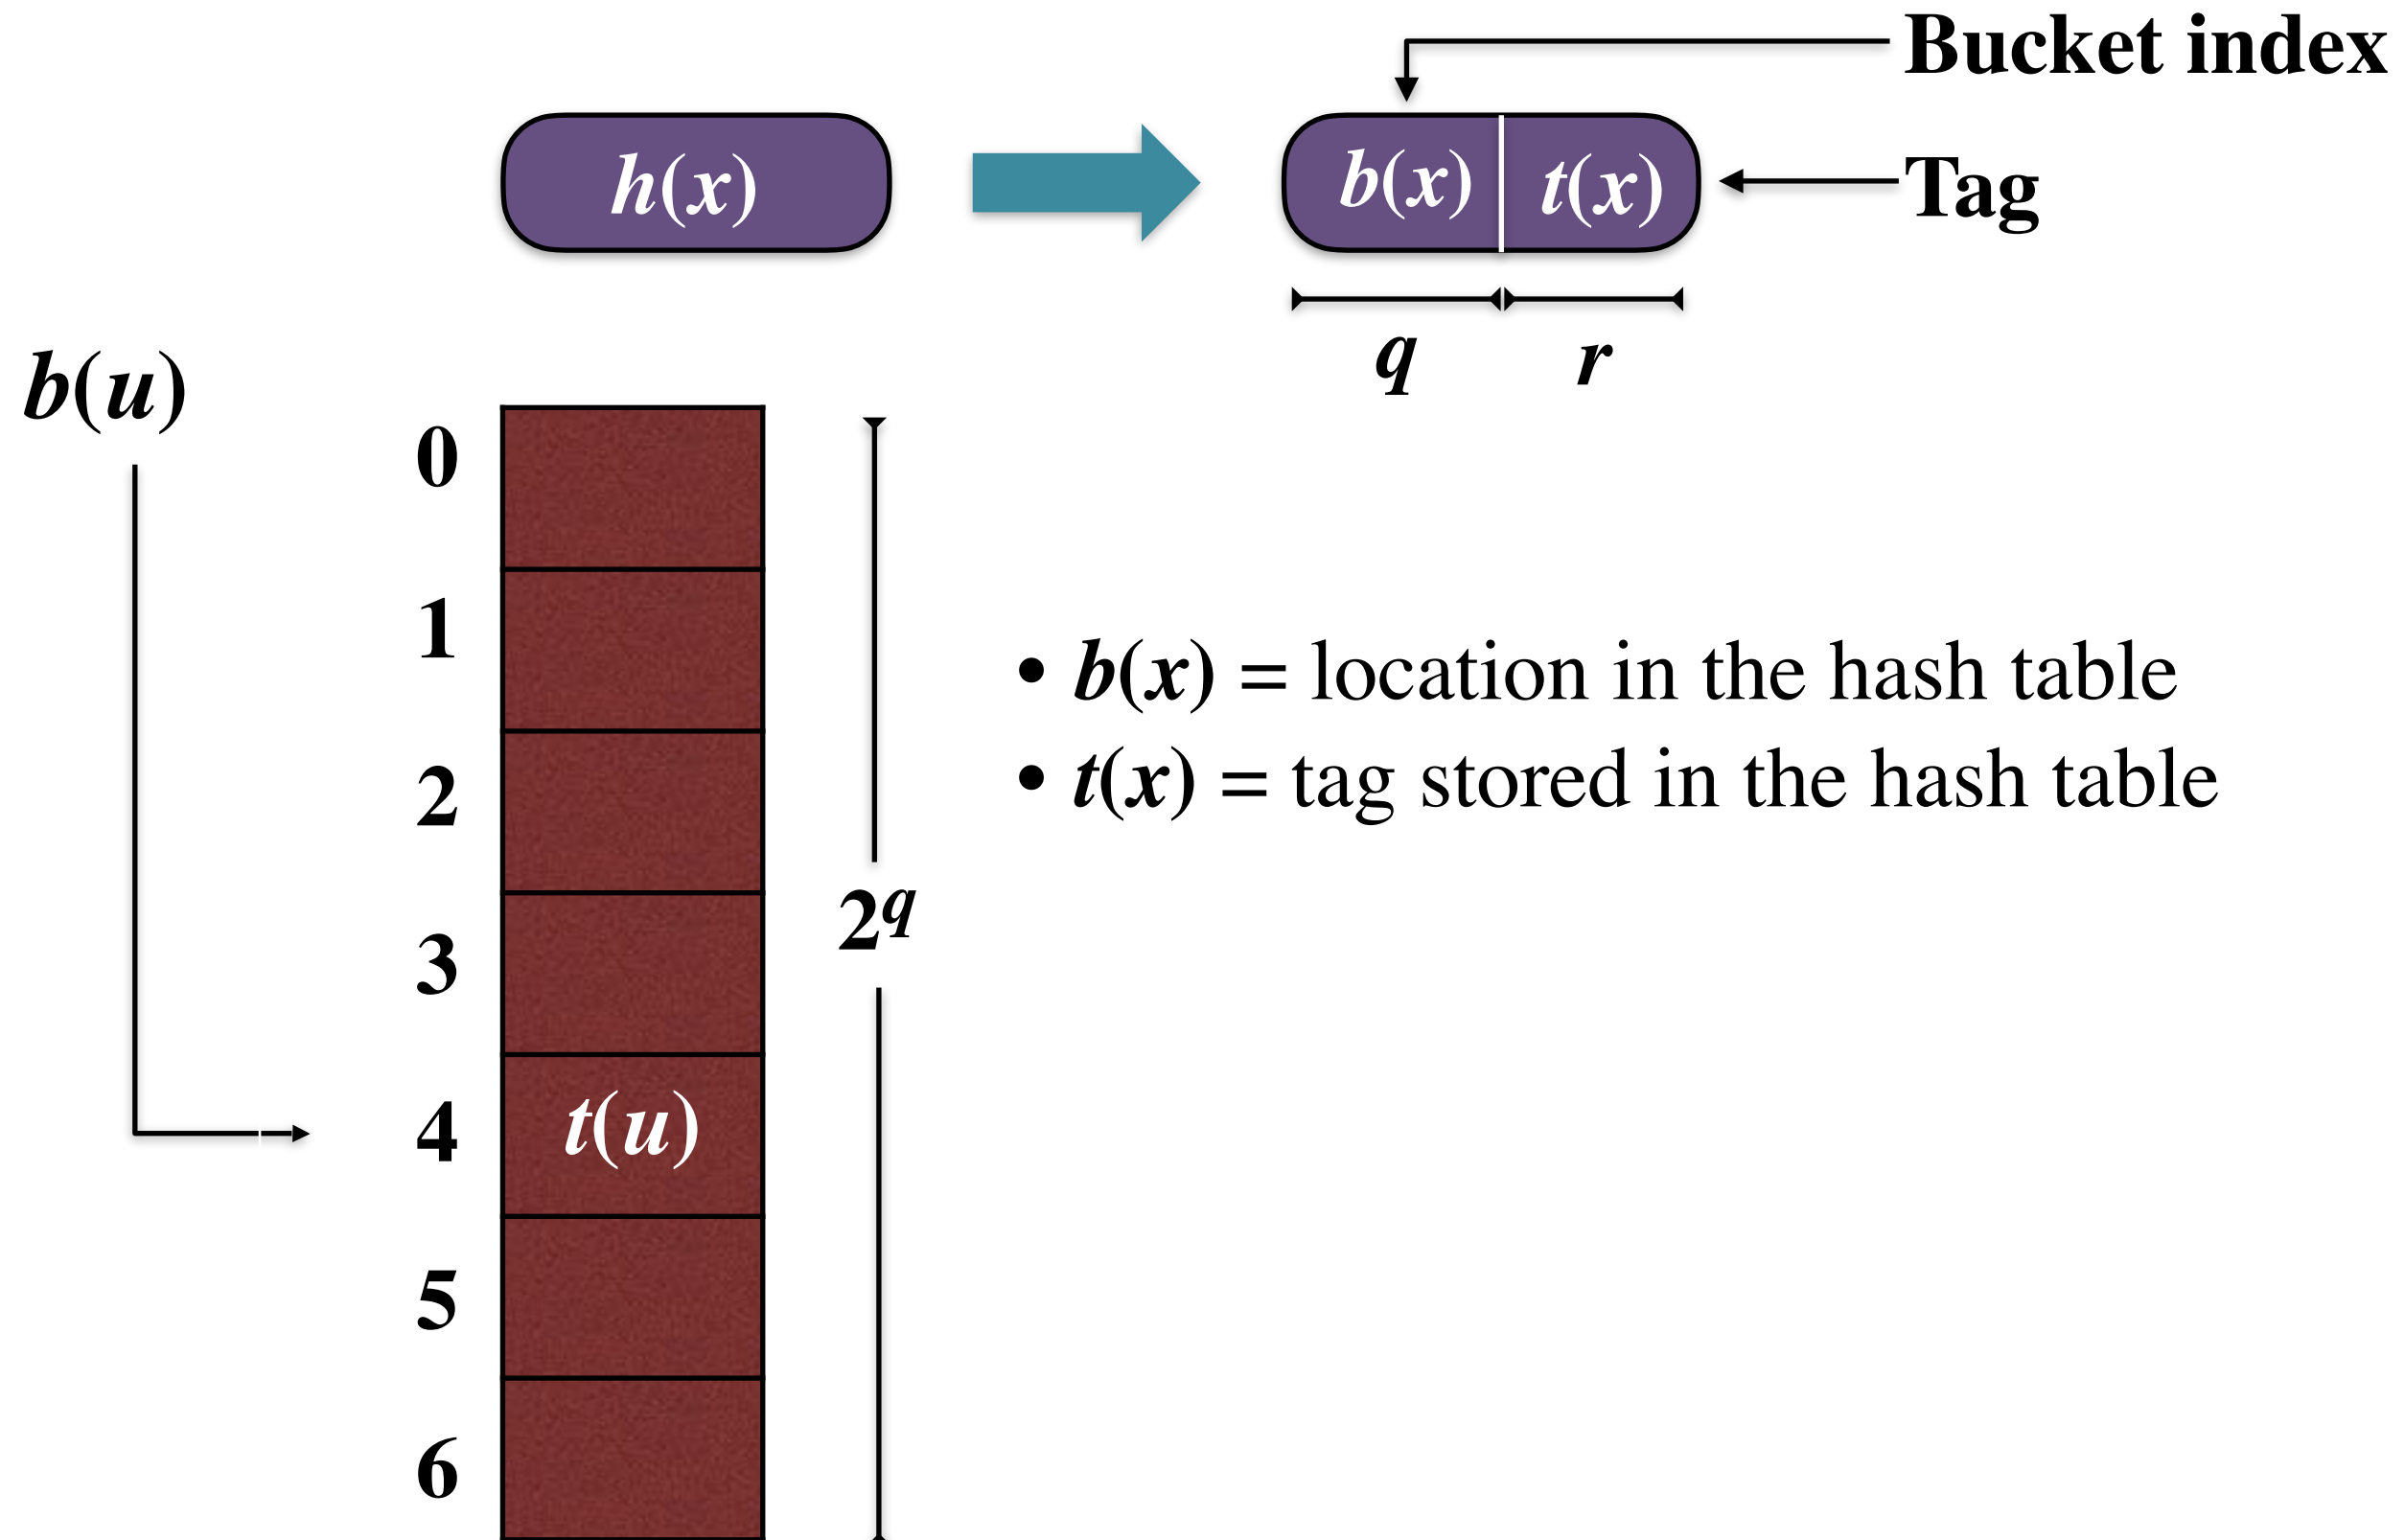 Bucket index
h(x)
b(x) t(x)
Tag
q r
b(u)
0
1
2
3
4 t(u)
5
6
2^q
• b(x) = location in the hash table
• t(x) = tag stored in the hash table